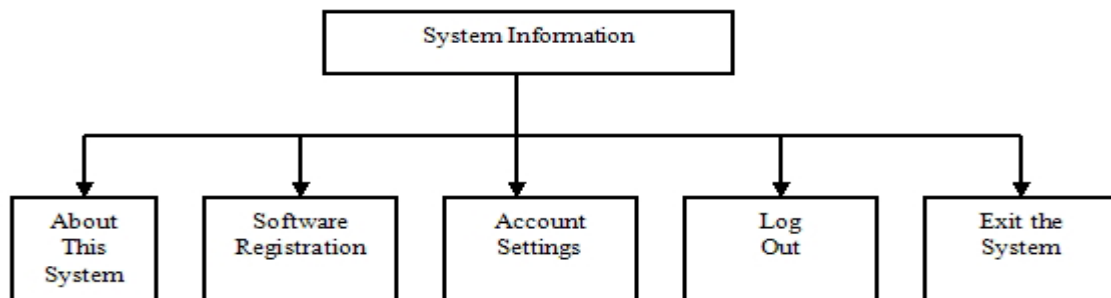 System Information
About
This
System
Software
Registration
Account
Settings
Log
Out
Exit the
System